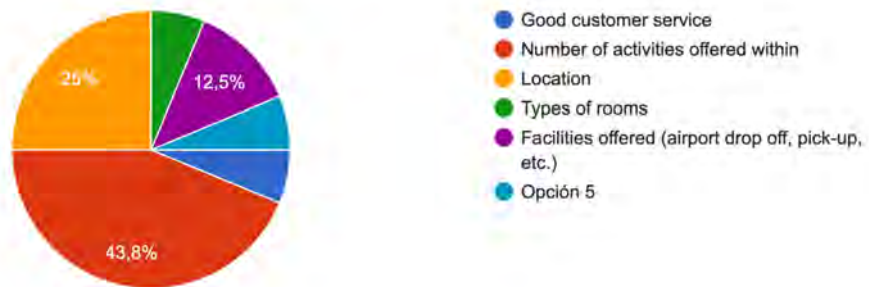 25%
12,5%
43,8%
Good customer service
Number of activities offered within
Location
Types of rooms
Facilities offered (airport drop off, pick-up,
etc.)
Opción 5